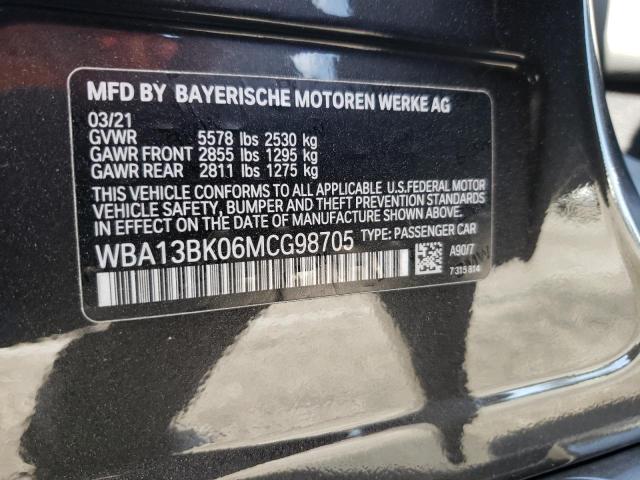 MFD BY BAYERISCHE MOTOREN WERKE AG
03/21
GVWR 5578 lbs 2530 kg
GAWR FRONT 2855 lbs 1295 kg
GAWR REAR 2811 lbs 1275 kg
THIS VEHICLE CONFORMS TO ALL APPLICABLE U.S.FEDERAL MOTOR
VEHICLE SAFETY, BUMPER AND THEFT PREVENTION STANDARDS
IN EFFECT ON THE DATE OF MANUFACTURE SHOWN ABOVE.
WBA13BK06MCG98705 TYPE: PASSENGER CAR
A90/7
7 315 814